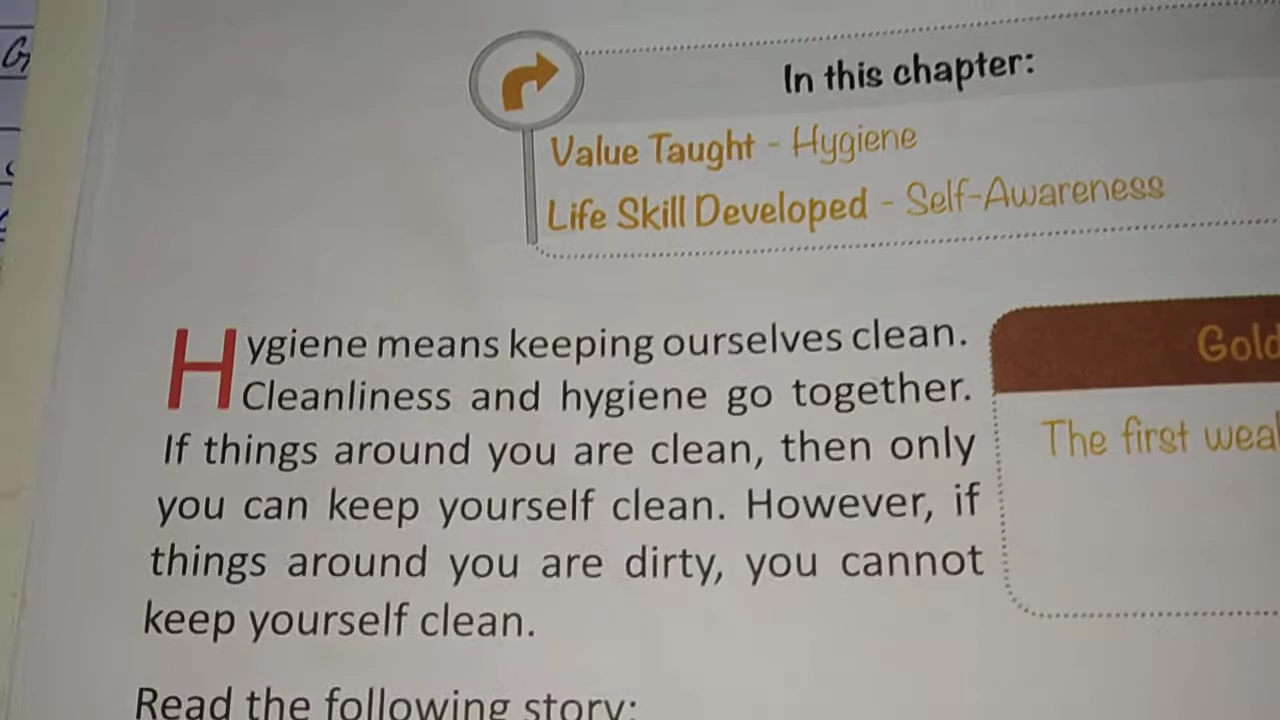 In this chapter:
Value Taught - Hygiene
Life Skill Developed - Self-Awareness
Hygiene means keeping ourselves clean.
Cleanliness and hygiene go together.
If things around you are clean, then only
you can keep yourself clean. However, if
things around you are dirty, you cannot
keep yourself clean.
The first
Read the following story: